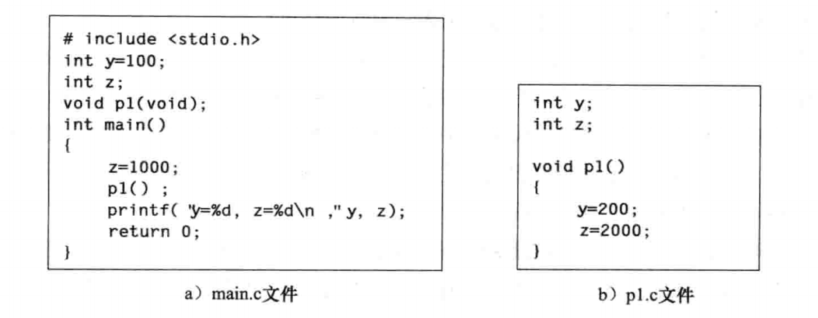 # include <stdio.h>
int y=100;
int z;
void p1(void);
int main()
{
z=1000;
p1() ;
printf( "y=%d, z=%d\n ," y, z);
return 0;
}
a）main.c文件
int y;
int z;
void p1()
{
y=200;
z=2000;
}
b）p1.c文件